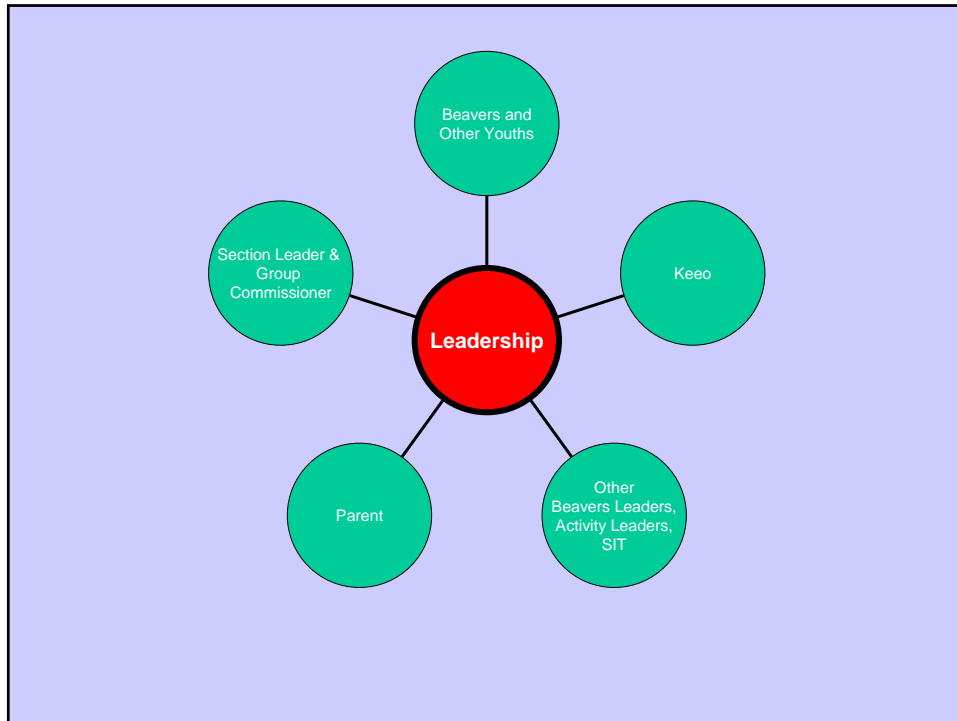 Beavers and
Other Youths
Section Leader &
Group
Commissioner
Keeo
Leadership
Parent
Other
Beavers Leaders,
Activity Leaders,
SIT